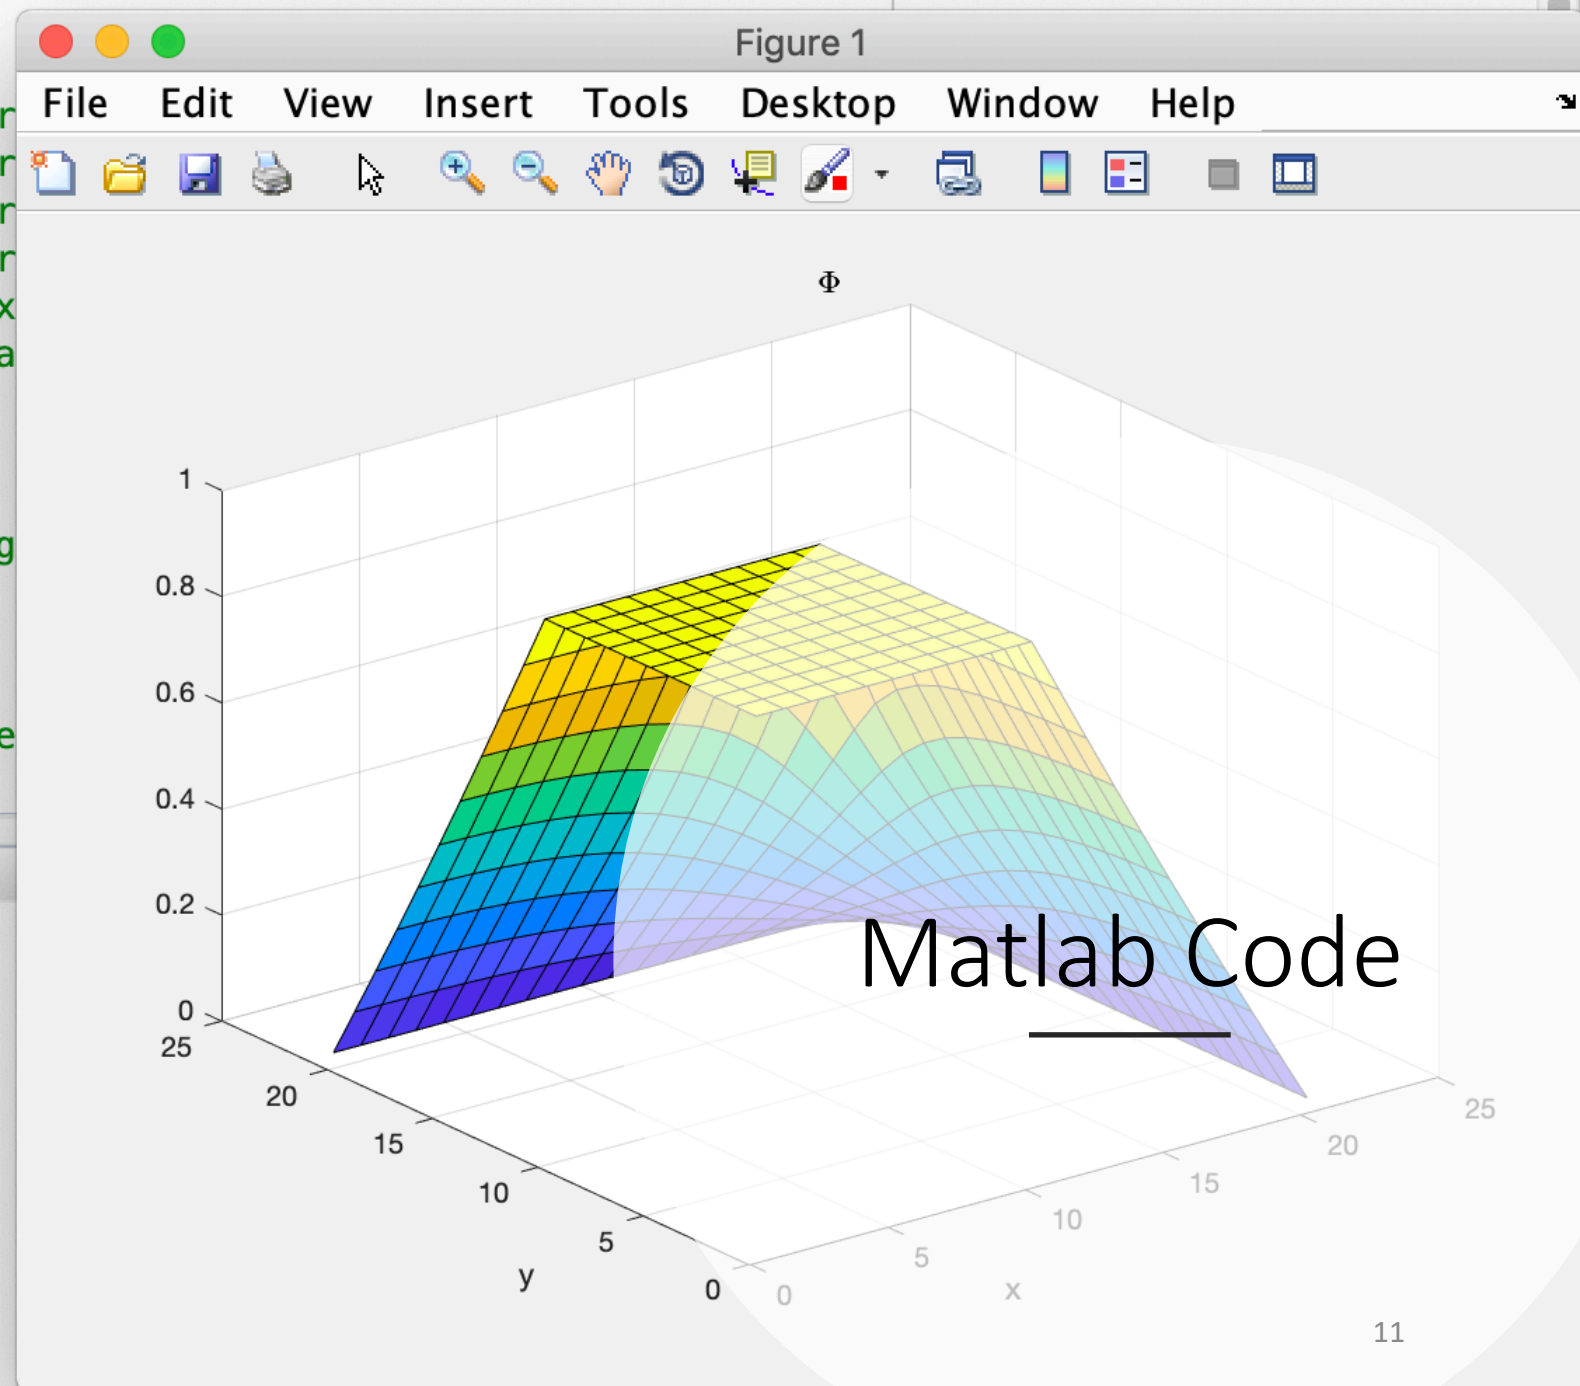 Figure 1
File Edit View Insert Tools Desktop Window Help
Φ
1
0.8
0.6
0.4
0.2
0
25
20
15
10
5
0
y
0
5
10
15
20
25
x
Matlab Code
11
r
r
r
r
x
a
g
e